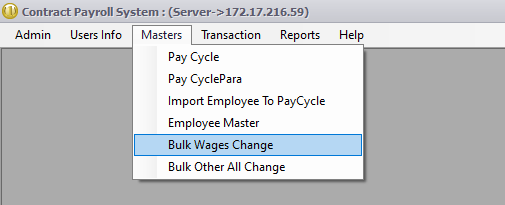 Contract Payroll System : (Server->172.17.216.59)
Admin Users Info Masters Transaction Reports Help
Pay Cycle
Pay CyclePara
Import Employee To PayCycle
Employee Master
Bulk Wages Change
Bulk Other All Change